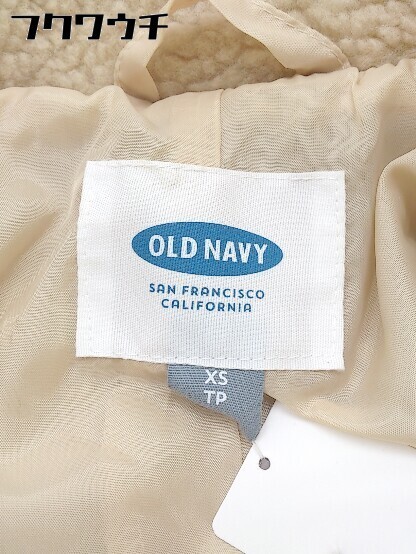 フクワウチ
OLD NAVY
SAN FRANCISCO
CALIFORNIA
XS
TP